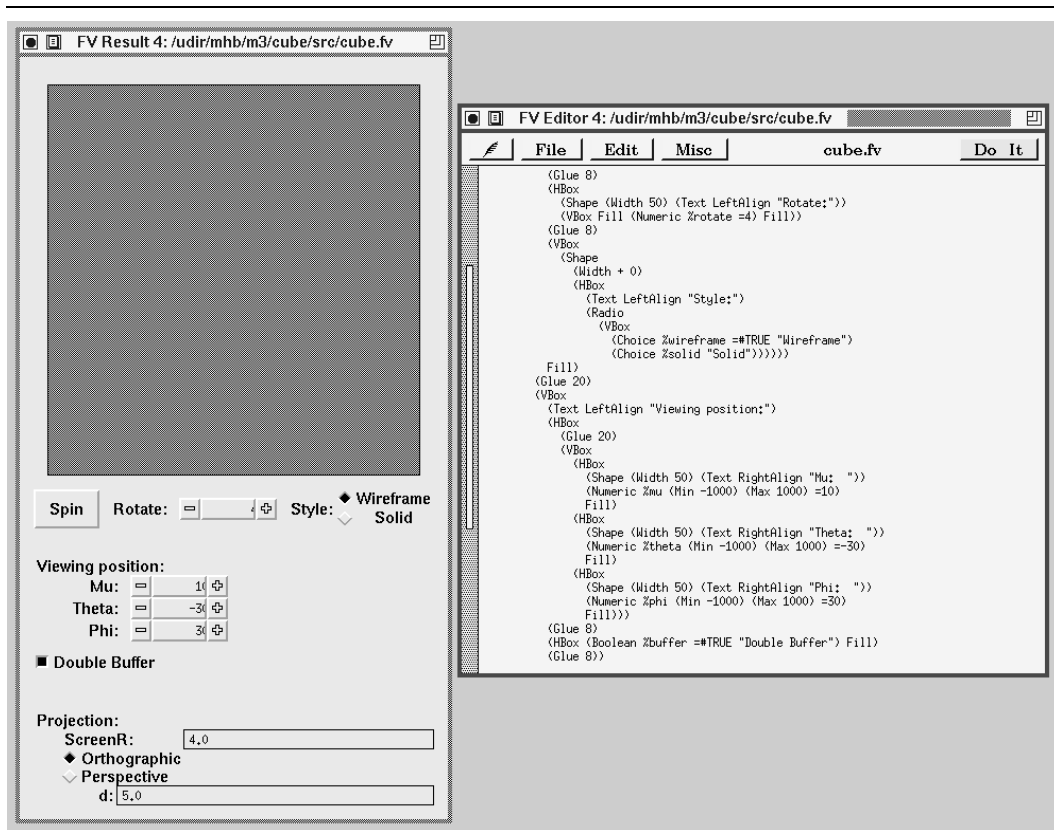 FV Result 4: /udir/mhb/m3/cube/src/cube.fv
Spin Rotate: 4 Style: Wireframe
Solid
Viewing position:
Mu: 10
Theta: -30
Phi: 30
Double Buffer
Projection:
ScreenR: 4.0
Orthographic
Perspective
d: 5.0
FV Editor 4: /udir/mhb/m3/cube/src/cube.fv
File Edit Misc cube.fv Do It
(Glue 8)
(HBox
(Shape (Width 50) (Text LeftAlign "Rotate:"))
(VBox Fill (Numeric %rotate =4) Fill))
(Glue 8)
(VBox
(Shape
(Width + 0)
(HBox
(Text LeftAlign "Style:")
(Radio
(VBox
(Choice %wireframe =#TRUE "Wireframe")
(Choice %solid "Solid"))))))
Fill)
(Glue 20)
(VBox
(Text LeftAlign "Viewing position:")
(HBox
(Glue 20)
(VBox
(HBox
(Shape (Width 50) (Text RightAlign "Mu:  "))
(Numeric %mu (Min -1000) (Max 1000) =10)
Fill)
(HBox
(Shape (Width 50) (Text RightAlign "Theta:  "))
(Numeric %theta (Min -1000) (Max 1000) =-30)
Fill)
(HBox
(Shape (Width 50) (Text RightAlign "Phi:  "))
(Numeric %phi (Min -1000) (Max 1000) =30)
Fill)))
(Glue 8)
(HBox (Boolean %buffer =#TRUE "Double Buffer") Fill)
(Glue 8))